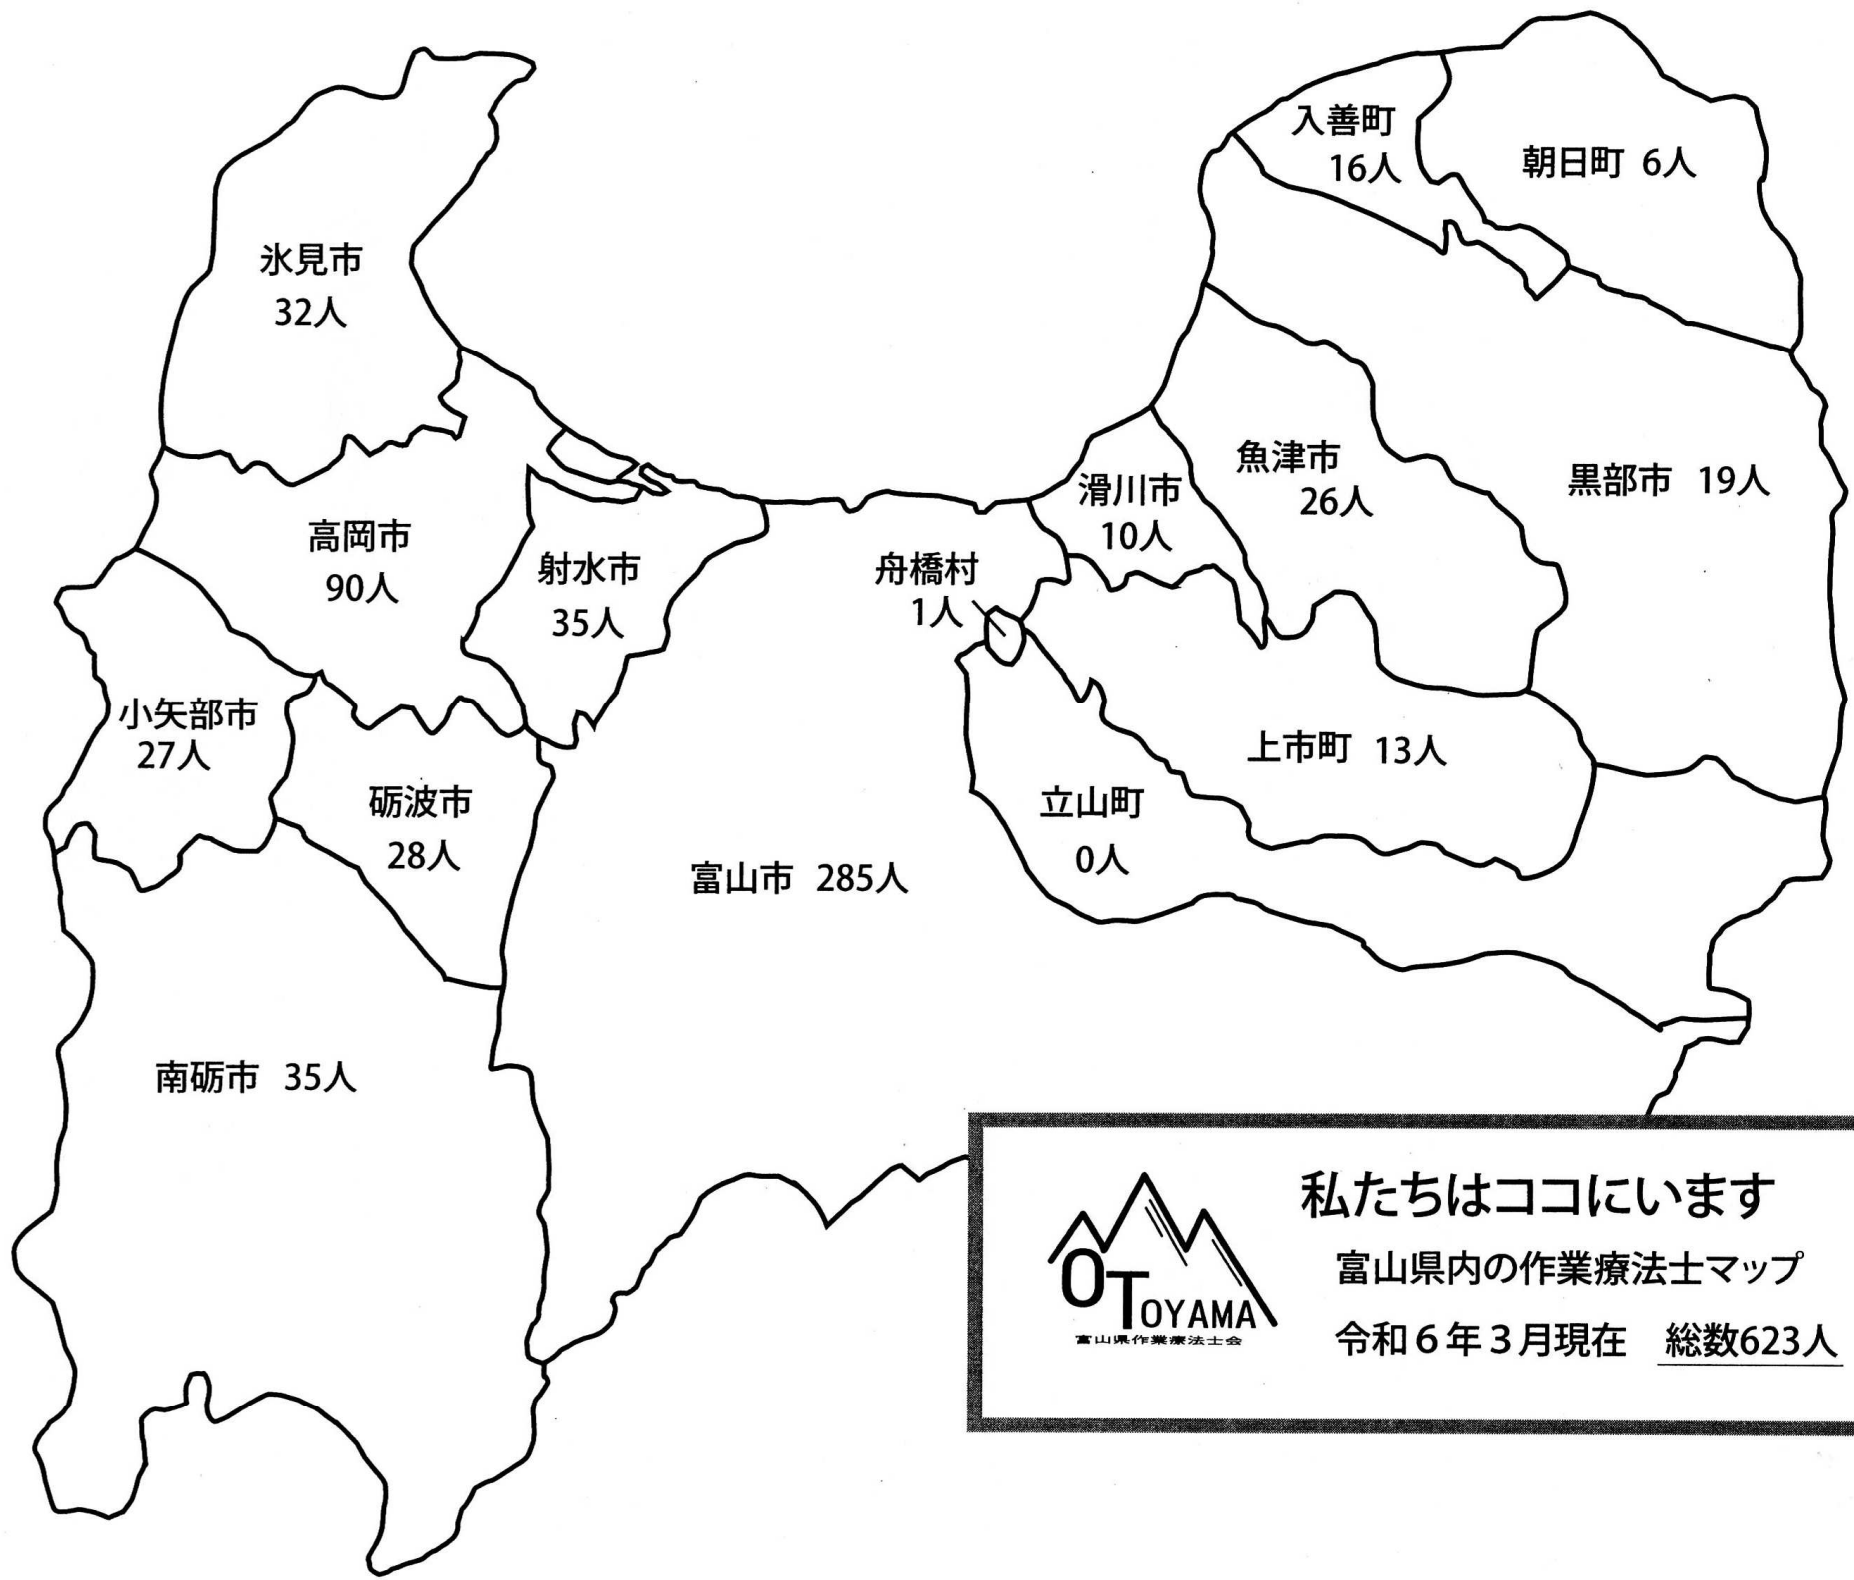 入善町
16人
朝日町 6人
氷見市
32人
魚津市
26人
黒部市 19人
滑川市
10人
高岡市
90人
射水市
35人
舟橋村
1人
小矢部市
27人
砺波市
28人
上市町 13人
立山町
0人
富山市 285人
南砺市 35人
私たちはココにいます
富山県内の作業療法士マップ
令和6年3月現在 総数623人
OTOYAMA
富山県作業療法士会